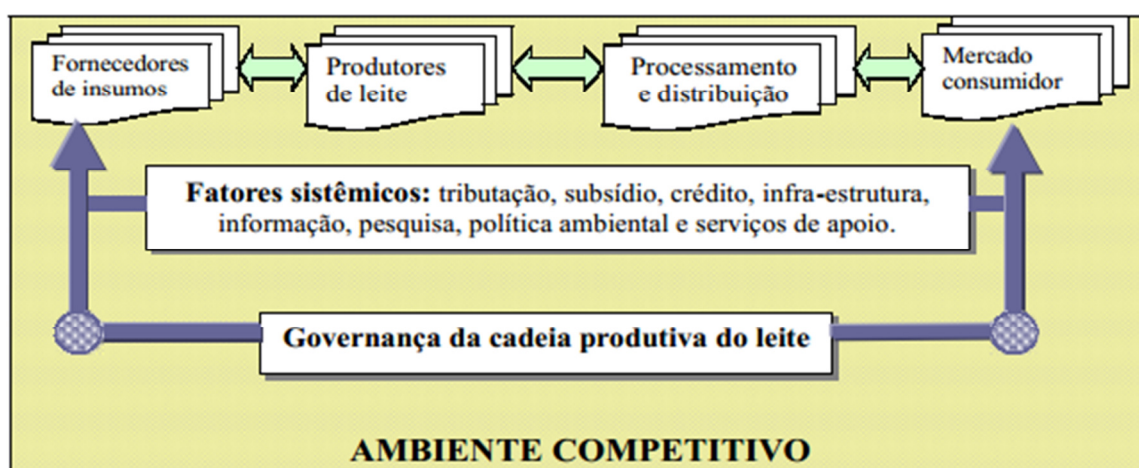 Fornecedores
de insumos
Produtores
de leite
Processamento
e distribuição
Mercado
consumidor
Fatores sistêmicos: tributação, subsídio, crédito, infra-estrutura,
informação, pesquisa, política ambiental e serviços de apoio.
Governança da cadeia produtiva do leite
AMBIENTE COMPETITIVO